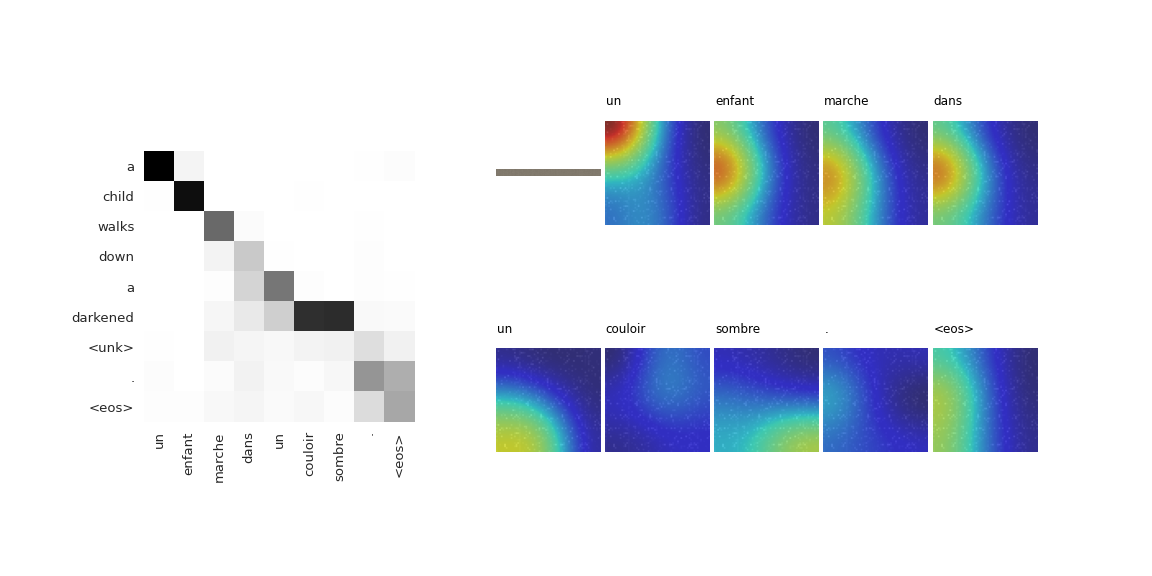 a
child
walks
down
a
darkened
<unk>
.
<eos>
un
enfant
marche
dans
un
couloir
sombre
.
<eos>
un enfant marche dans
un couloir sombre . <eos>